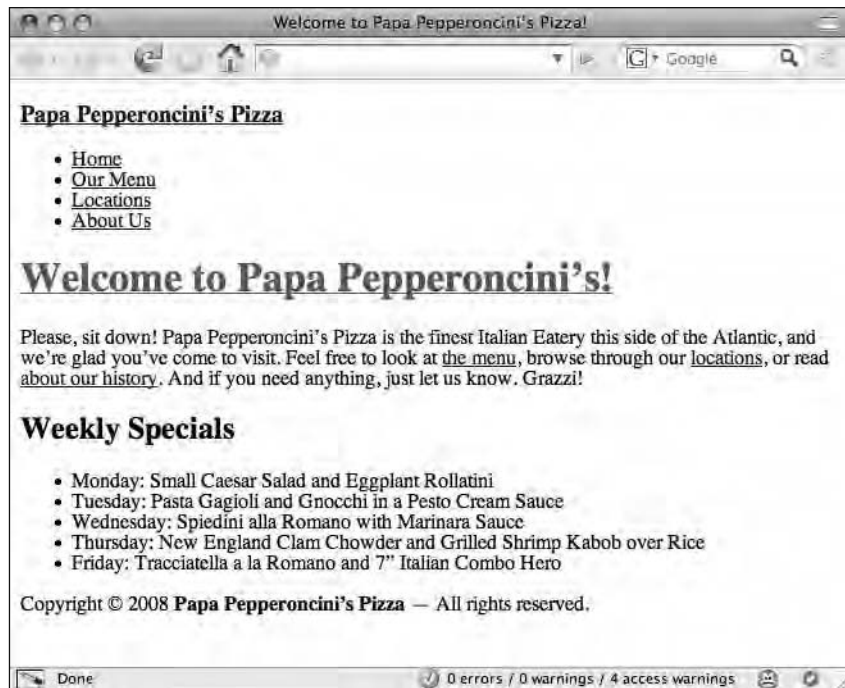 Welcome to Papa Pepperoncini's Pizza!
G Google
Papa Pepperoncini's Pizza
• Home
• Our Menu
• Locations
• About Us
Welcome to Papa Pepperoncini's!
Please, sit down! Papa Pepperoncini's Pizza is the finest Italian Eatery this side of the Atlantic, and
we're glad you've come to visit. Feel free to look at the menu, browse through our locations, or read
about our history. And if you need anything, just let us know. Grazzi!
Weekly Specials
• Monday: Small Caesar Salad and Eggplant Rollatini
• Tuesday: Pasta Gagioli and Gnocchi in a Pesto Cream Sauce
• Wednesday: Spiedini alla Romano with Marinara Sauce
• Thursday: New England Clam Chowder and Grilled Shrimp Kabob over Rice
• Friday: Tracciatella a la Romano and 7” Italian Combo Hero
Copyright © 2008 Papa Pepperoncini's Pizza — All rights reserved.
Done
0 errors / 0 warnings / 4 access warnings